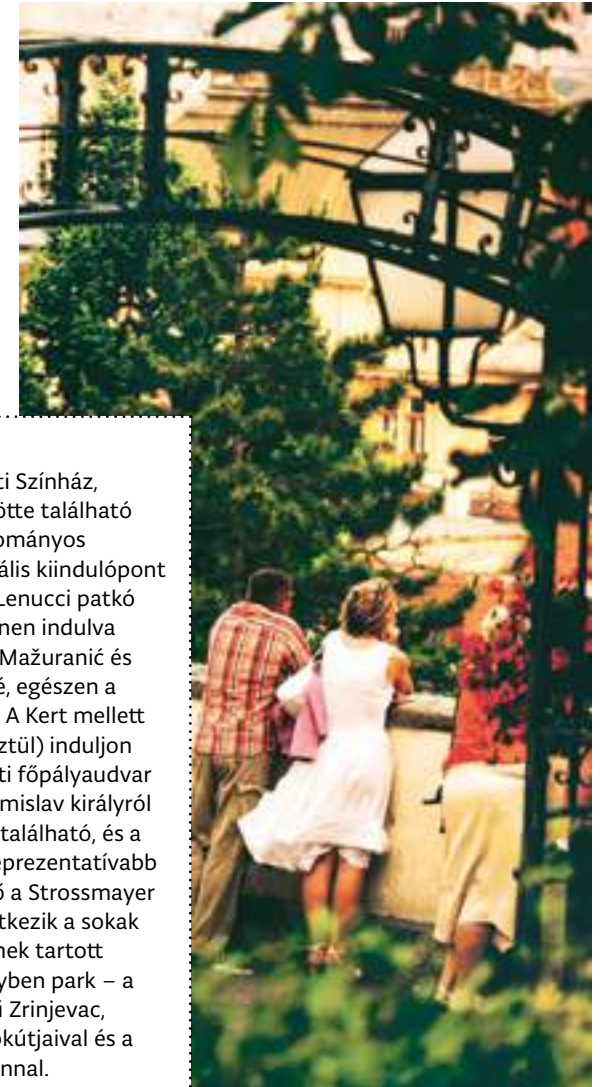 ti Színház,
ötte található
ományos
ális kiindulópont
Lenucci patkó
nen indulva
Mažuranić és
é, egészen a
A Kert mellett
ztül) induljon
ti főpályaudvar
mislav királyról
található, és a
eprezentatívabb
ő a Strossmayer
tkezik a sokak
nek tartott
yben park – a
i Zrinjevac,
kútjaival és a
nnal.